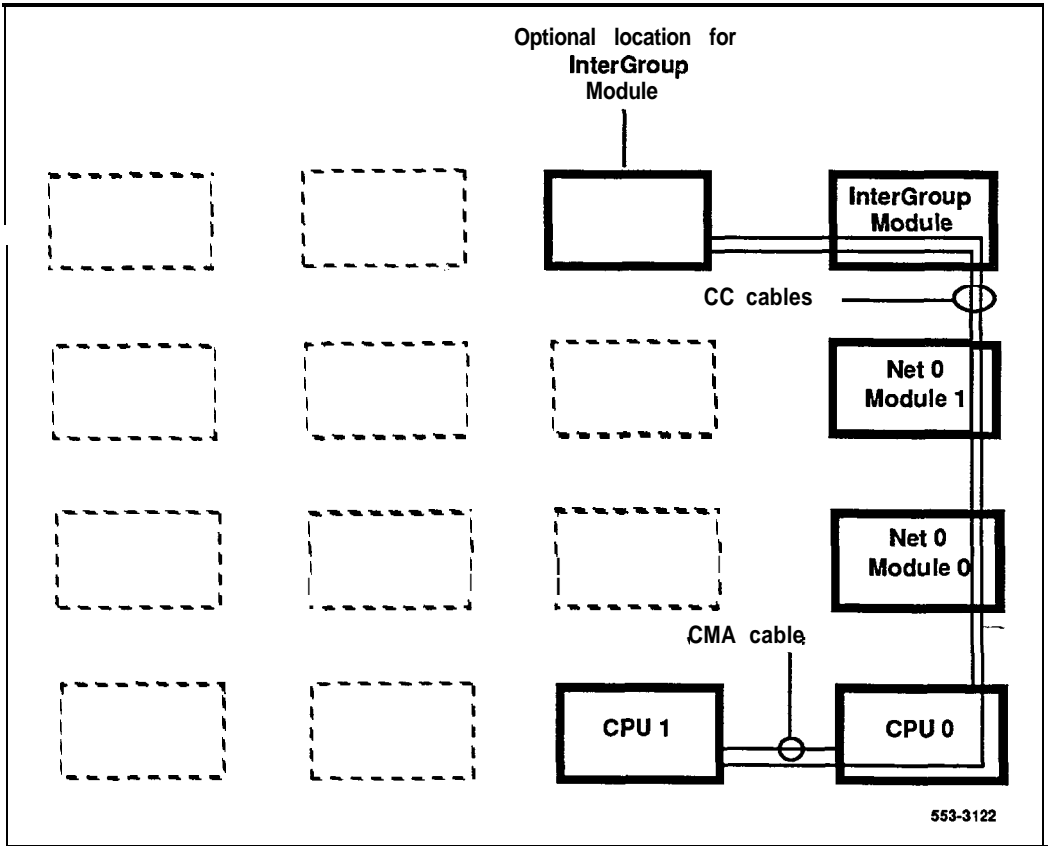 Optional location for
InterGroup
Module
InterGroup
Module
CC cables
Net 0
Module 1
Net 0
Module 0
CMA cable
CPU 1
CPU 0
553-3122